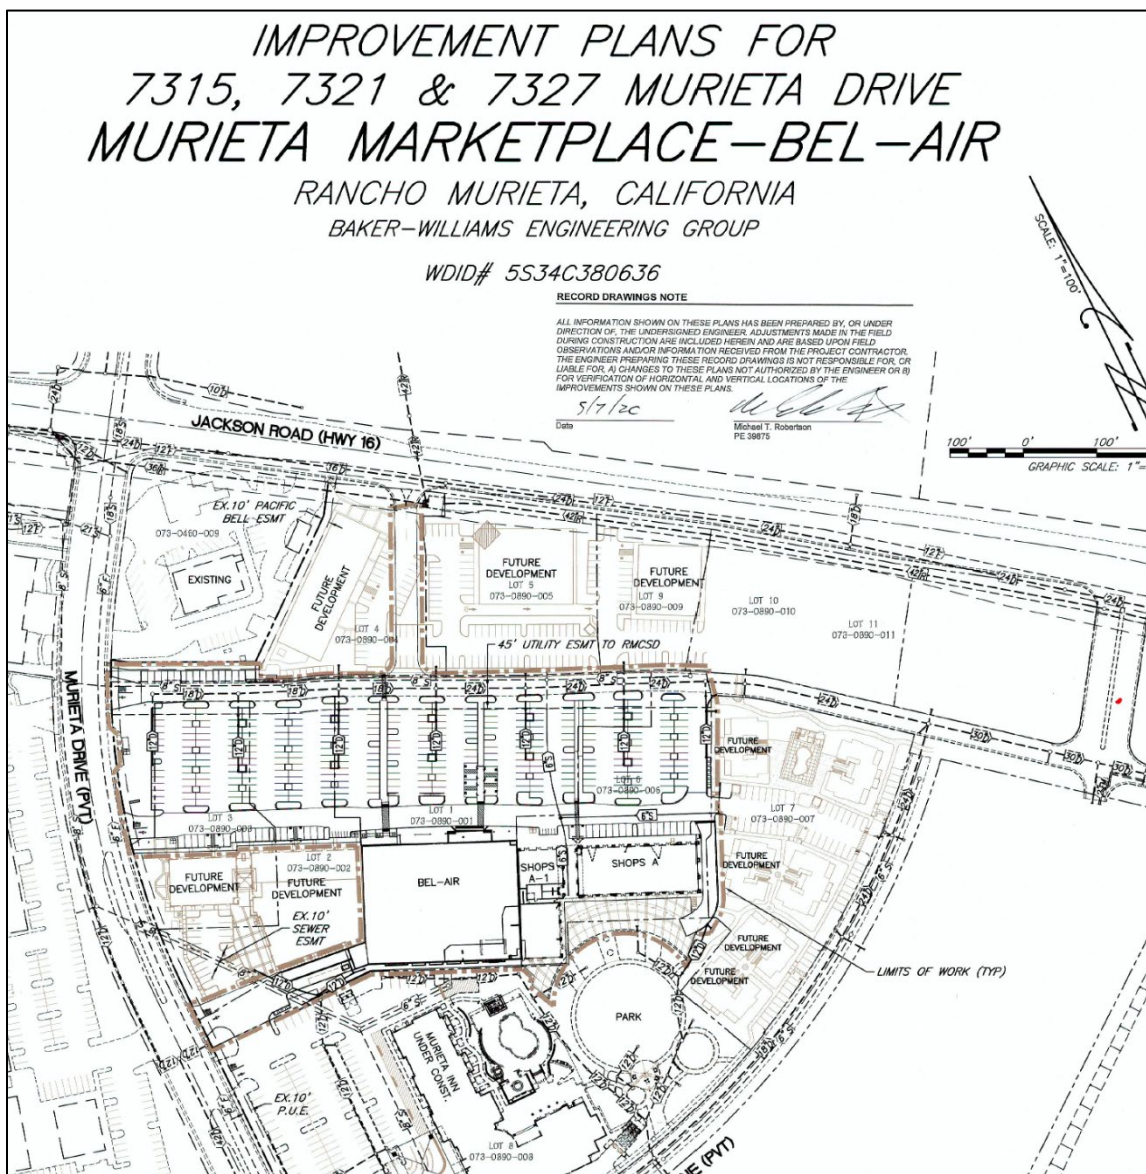 IMPROVEMENT PLANS FOR
7315, 7321 & 7327 MURIETA DRIVE
MURIETA MARKETPLACE-BEL-AIR
RANCHO MURIETA, CALIFORNIA
BAKER-WILLIAMS ENGINEERING GROUP
WDID# 5S34C380636
SCALE: 1"=100'
RECORD DRAWINGS NOTE
ALL INFORMATION SHOWN ON THESE PLANS HAS BEEN PREPARED BY, OR UNDER
DIRECTION OF, THE UNDERSIGNED ENGINEER. ADJUSTMENTS MADE IN THE FIELD
DURING CONSTRUCTION ARE INCLUDED HEREIN AND ARE BASED UPON FIELD
OBSERVATIONS AND/OR INFORMATION RECEIVED FROM THE PROJECT CONTRACTOR.
THE ENGINEER PREPARING THESE RECORD DRAWINGS IS NOT RESPONSIBLE FOR, OR
LIABLE FOR, A) CHANGES TO THESE PLANS NOT AUTHORIZED BY THE ENGINEER OR B)
FOR VERIFICATION OF HORIZONTAL AND VERTICAL LOCATIONS OF THE
IMPROVEMENTS SHOWN ON THESE PLANS.
5/7/20
Date
Michael T. Robertson
PE 39875
100' 0' 100'
GRAPHIC SCALE: 1"=
JACKSON ROAD (HWY 16)
EX.10' PACIFIC
BELL ESMT
073-0460-009
EXISTING
FUTURE
DEVELOPMENT
LOT 4
073-0890-004
FUTURE
DEVELOPMENT
LOT 5
073-0890-005
FUTURE
DEVELOPMENT
LOT 9
073-0890-009
LOT 10
073-0890-010
LOT 11
073-0890-011
45' UTILITY ESMT TO RMCSD
MURIETA DRIVE (PVT)
FUTURE
DEVELOPMENT
LOT 6
073-0890-006
LOT 7
073-0890-007
LOT 3
073-0890-003
LOT 1
073-0890-001
LOT 2
073-0890-002
FUTURE
DEVELOPMENT
FUTURE
DEVELOPMENT
BEL-AIR
SHOPS
A-1
SHOPS A
FUTURE
DEVELOPMENT
EX.10'
SEWER
ESMT
FUTURE
DEVELOPMENT
FUTURE
DEVELOPMENT
LIMITS OF WORK (TYP.)
PARK
MURIETA INN
UNDER CONST.
EX.10'
P.U.E.
LOT 8
073-0890-008
(PVT)